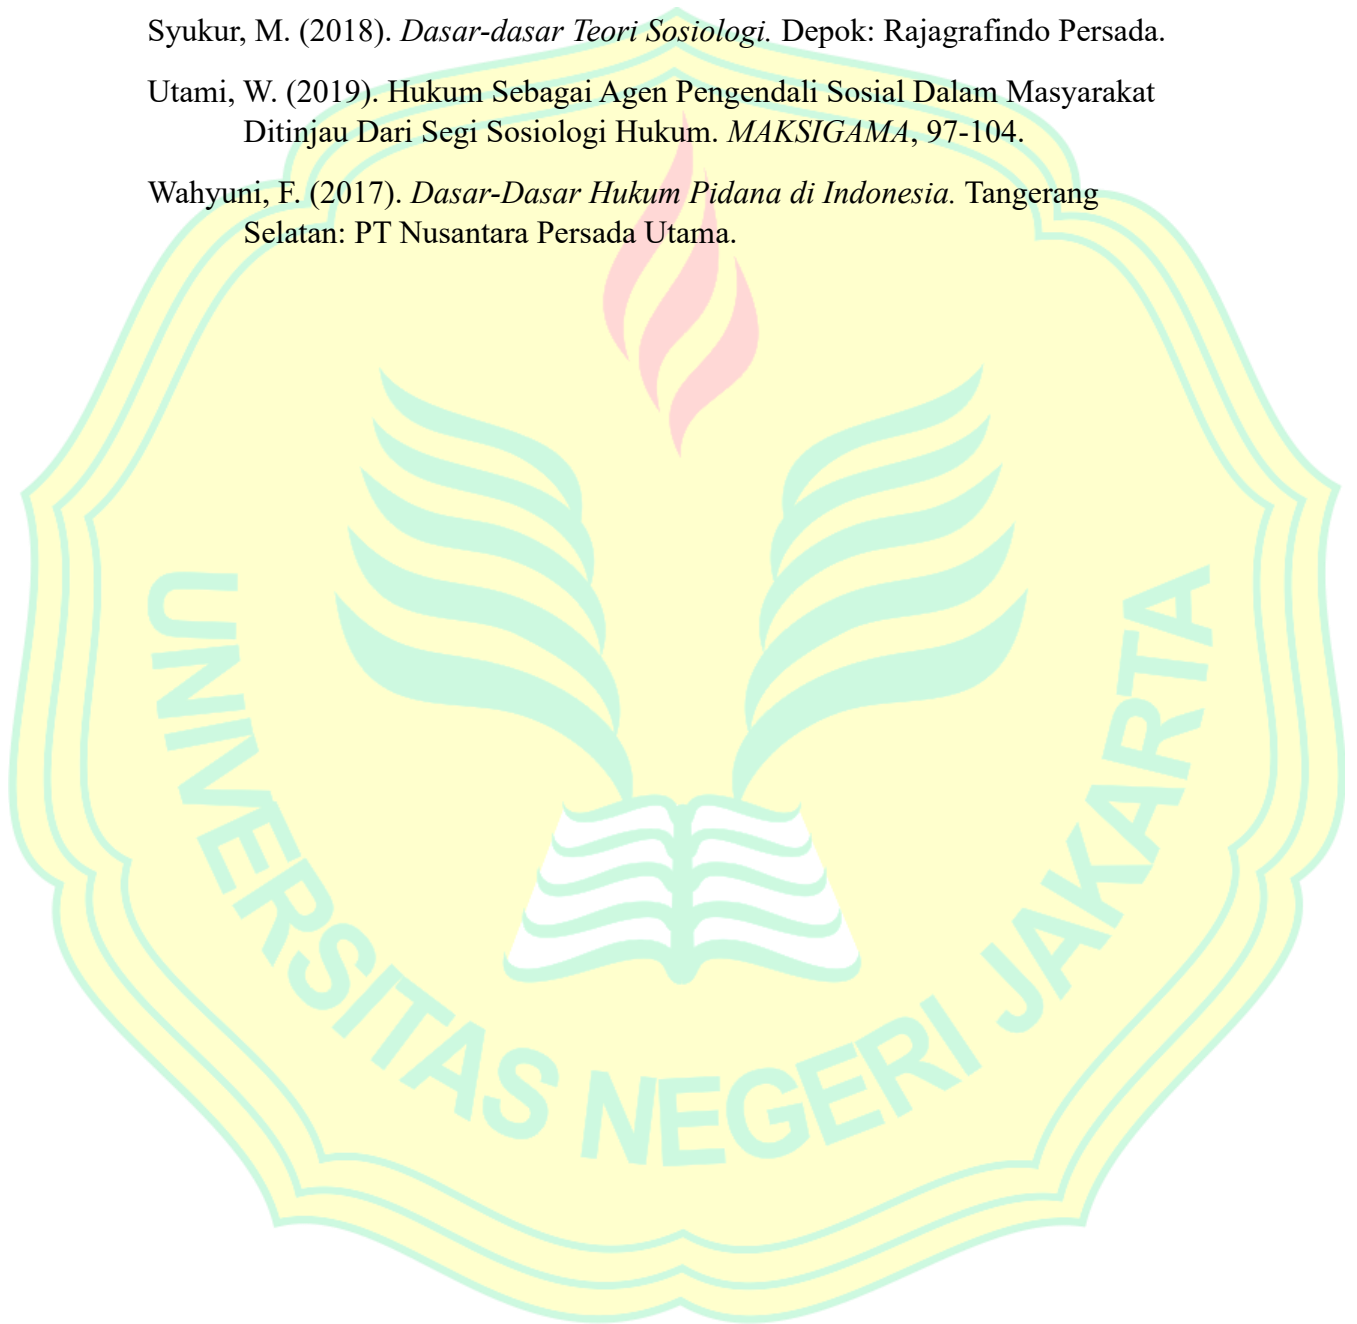 Syukur, M. (2018). Dasar-dasar Teori Sosiologi. Depok: Rajagrafindo Persada.
Utami, W. (2019). Hukum Sebagai Agen Pengendali Sosial Dalam Masyarakat
Ditinjau Dari Segi Sosiologi Hukum. MAKSIGAMA, 97-104.
Wahyuni, F. (2017). Dasar-Dasar Hukum Pidana di Indonesia. Tangerang
Selatan: PT Nusantara Persada Utama.
UNIVERSITAS NEGERI JAKARTA